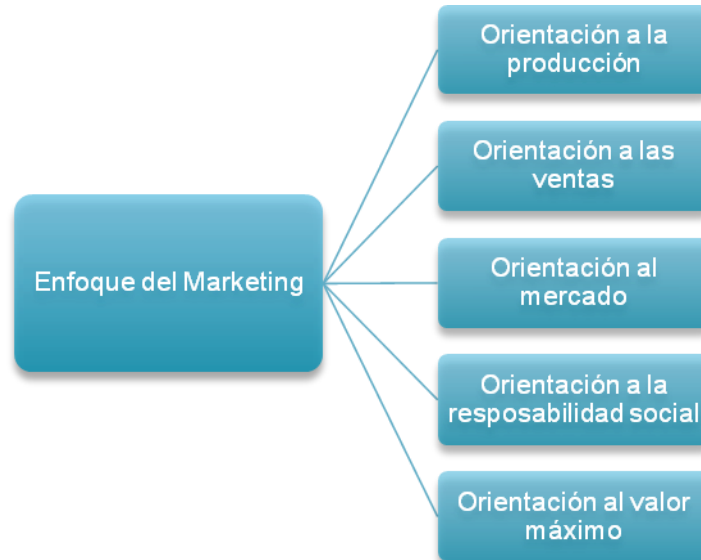 Orientación a la
producción
Orientación a las
ventas
Enfoque del Marketing
Orientación al
mercado
Orientación a la
resposabilidad social
Orientación al valor
máximo